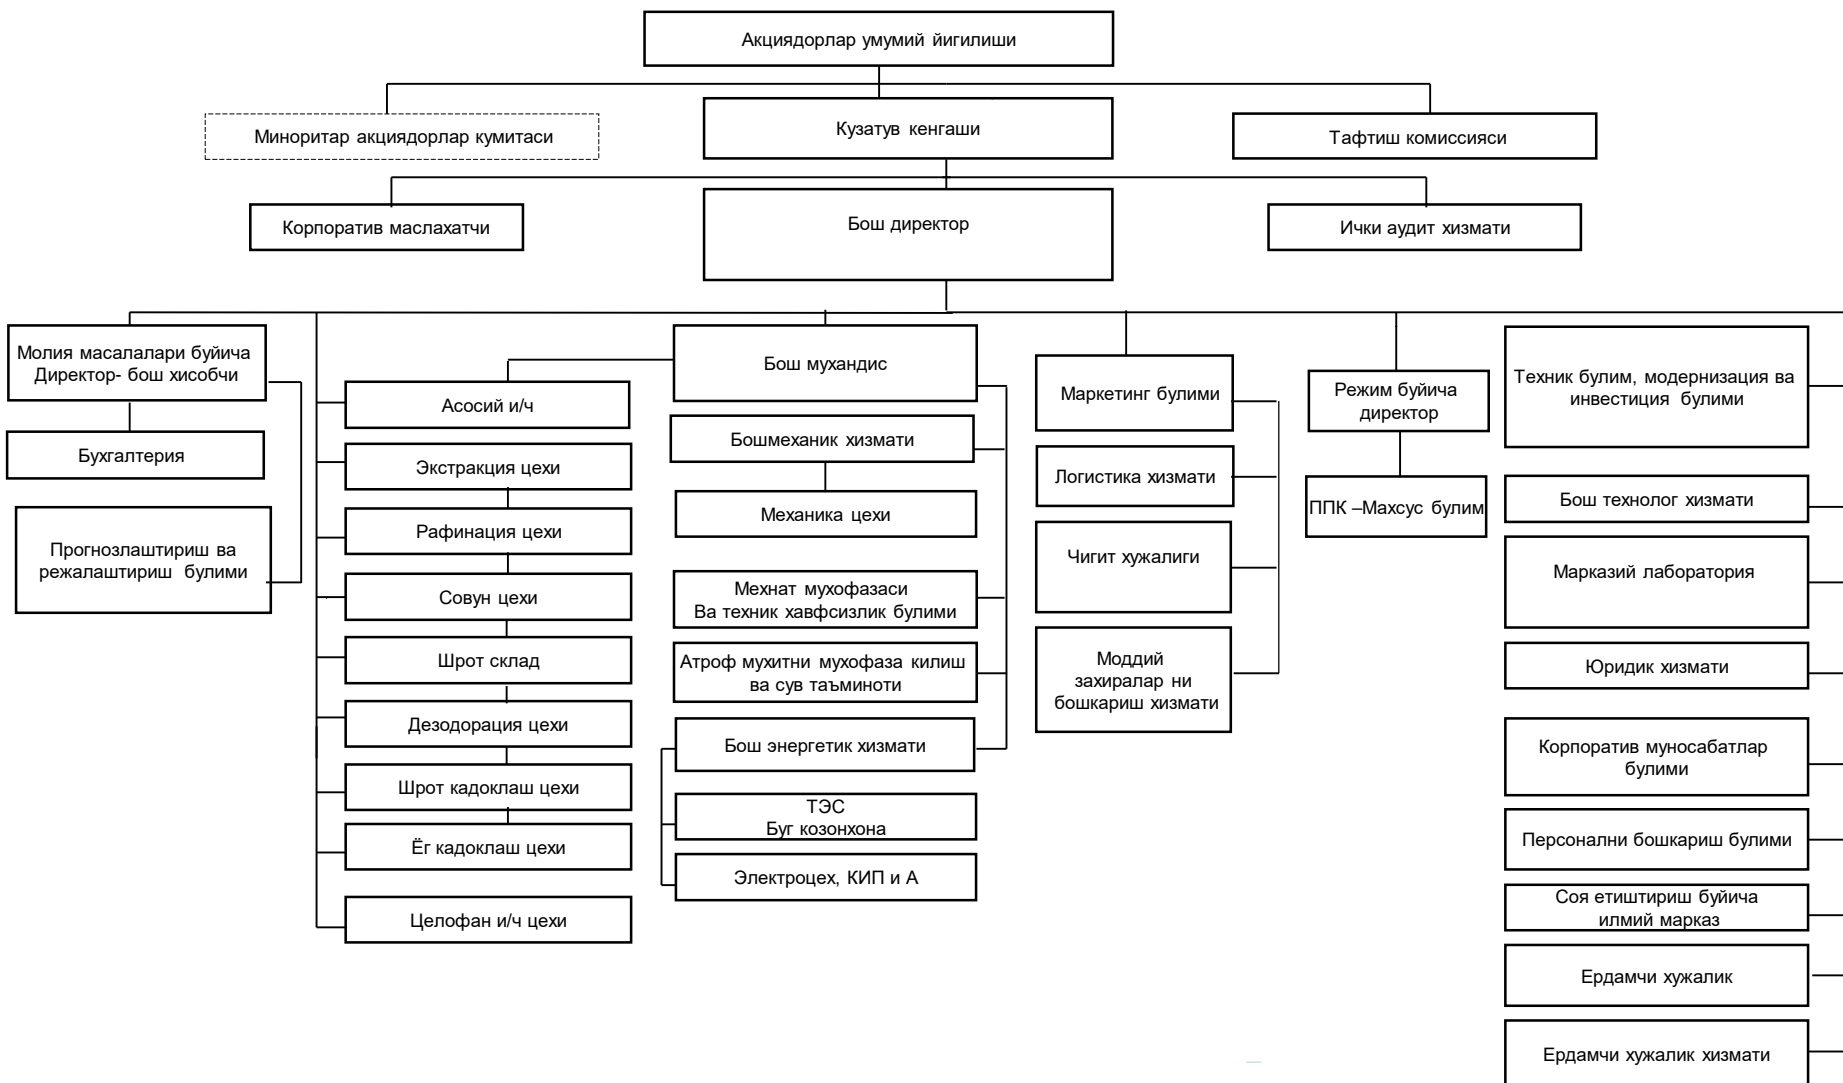 Акциядорлар умумий йигилиши
Миноритар акциядорлар кумитаси
Кузатув кенгаши
Тафтиш комиссияси
Корпоратив маслахатчи
Бош директор
Ички аудит хизмати
Молия масалалари буйича
Директор- бош хисобчи
Бухгалтерия
Прогнозлаштириш ва
режалаштириш булими
Асосий и/ч
Экстракция цехи
Рафинация цехи
Совун цехи
Шрот склад
Дезодорация цехи
Шрот кадоклаш цехи
Ёг кадоклаш цехи
Целофан и/ч цехи
Бош мухандис
Бошмеханик хизмати
Механика цехи
Мехнат мухофазаси
Ва техник хавфсизлик булими
Атроф мухитни мухофаза килиш
ва сув таъминоти
Бош энергетик хизмати
ТЭС
Буг козонхона
Электроцех, КИП и А
Маркетинг булими
Логистика хизмати
Чигит хужалиги
Моддий
захиралар ни
бошкариш хизмати
Режим буйича
директор
ППК –Махсус булим
Техник булим, модернизация ва
инвестиция булими
Бош технолог хизмати
Марказий лаборатория
Юридик хизмати
Корпоратив муносабатлар
булими
Персонални бошкариш булими
Соя етиштириш буйича
илмий марказ
Ердамчи хужалик
Ердамчи хужалик хизмати